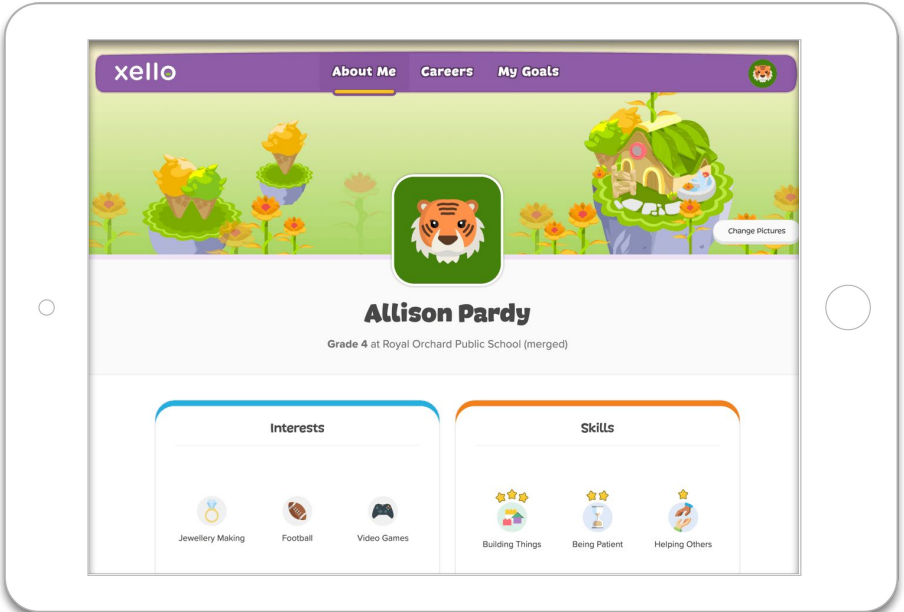 xello
About Me Careers My Goals
Change Pictures
Allison Pardy
Grade 4 at Royal Orchard Public School (merged)
Interests
Jewellery Making Football Video Games
Skills
Building Things Being Patient Helping Others